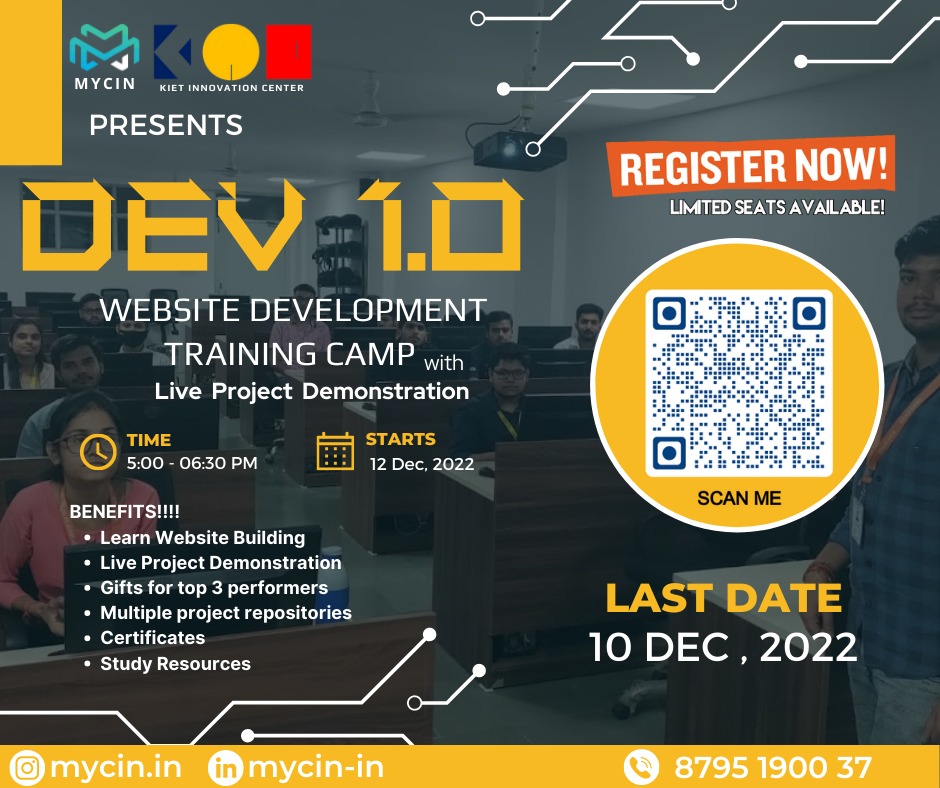 MYCIN
KIET INNOVATION CENTER
PRESENTS
DEV 1.0
WEBSITE DEVELOPMENT
TRAINING CAMP with
Live Project Demonstration
TIME
5:00 - 06:30 PM
STARTS
12 Dec, 2022
BENEFITS!!!!
• Learn Website Building
• Live Project Demonstration
• Gifts for top 3 performers
• Multiple project repositories
• Certificates
• Study Resources
REGISTER NOW!
LIMITED SEATS AVAILABLE!
SCAN ME
LAST DATE
10 DEC , 2022
mycin.in
in mycin-in
8795 1900 37